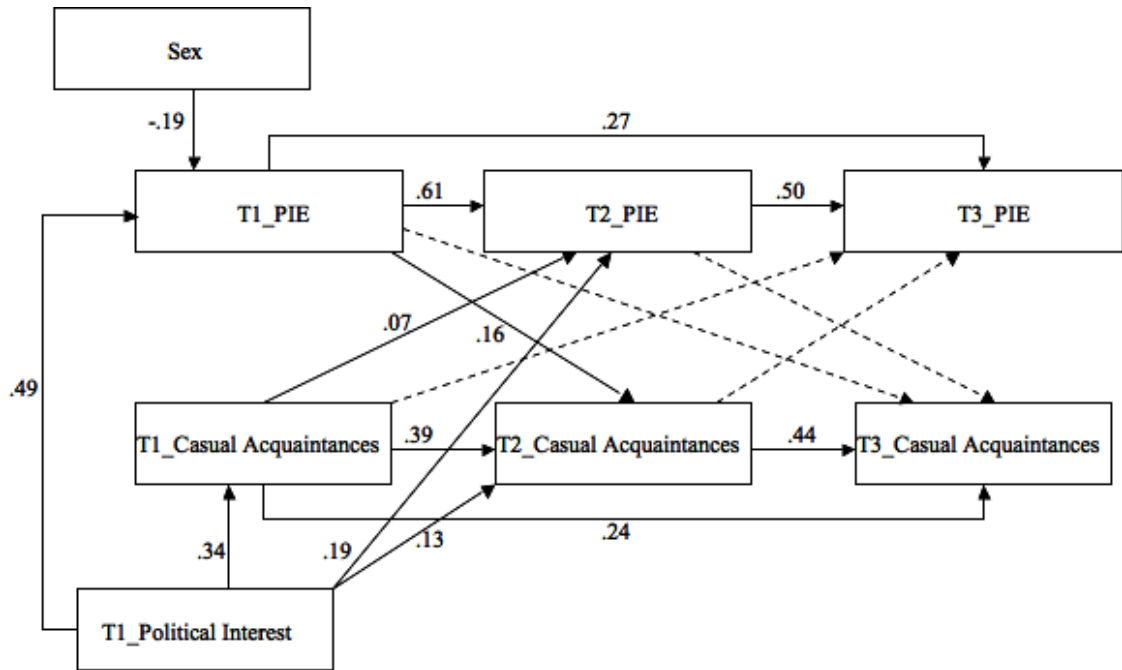 Sex
-.19
.27
T1_PIE
.61
T2_PIE
.50
T3_PIE
.07
.16
.49
T1_Casual Acquaintances
.39
T2_Casual Acquaintances
.44
T3_Casual Acquaintances
.34
.19
.13
.24
T1_Political Interest